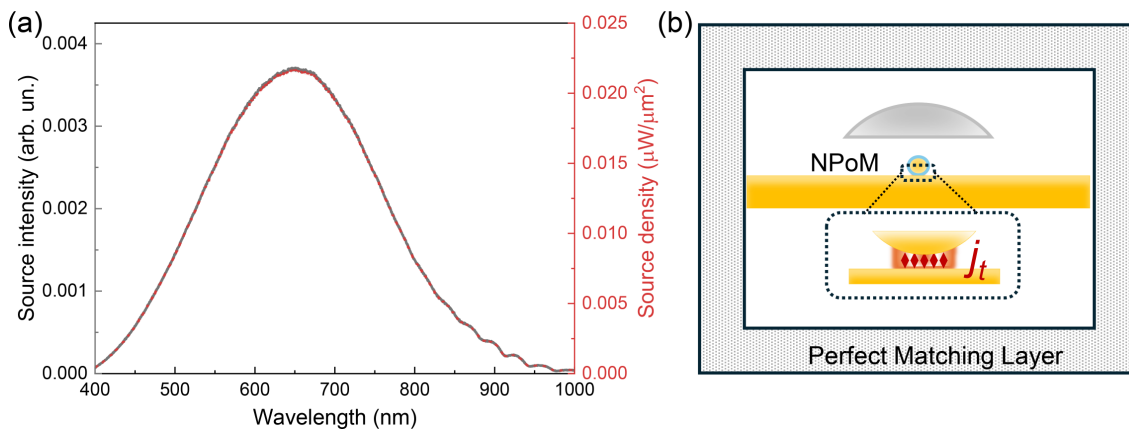 (a)
Source intensity (arb. un.)
0.004
0.003
0.002
0.001
0.000
400 500 600 700 800 900 1000
Wavelength (nm)
0.025
0.020
0.015
0.010
0.005
0.000
Source density (μW/μm²)
(b)
NPoM
j_t
Perfect Matching Layer